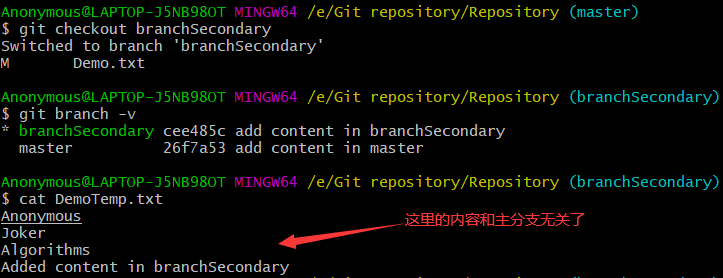 Anonymous@LAPTOP-J5NB98OT MINGW64 /e/Git repository/Repository (master)
$ git checkout branchSecondary
Switched to branch 'branchSecondary'
M       Demo.txt
Anonymous@LAPTOP-J5NB98OT MINGW64 /e/Git repository/Repository (branchSecondary)
$ git branch -v
* branchSecondary cee485c add content in branchSecondary
  master          26f7a53 add content in master
Anonymous@LAPTOP-J5NB98OT MINGW64 /e/Git repository/Repository (branchSecondary)
$ cat DemoTemp.txt
Anonymous
这里的内容和主分支无关了
Joker
Algorithms
Added content in branchSecondary